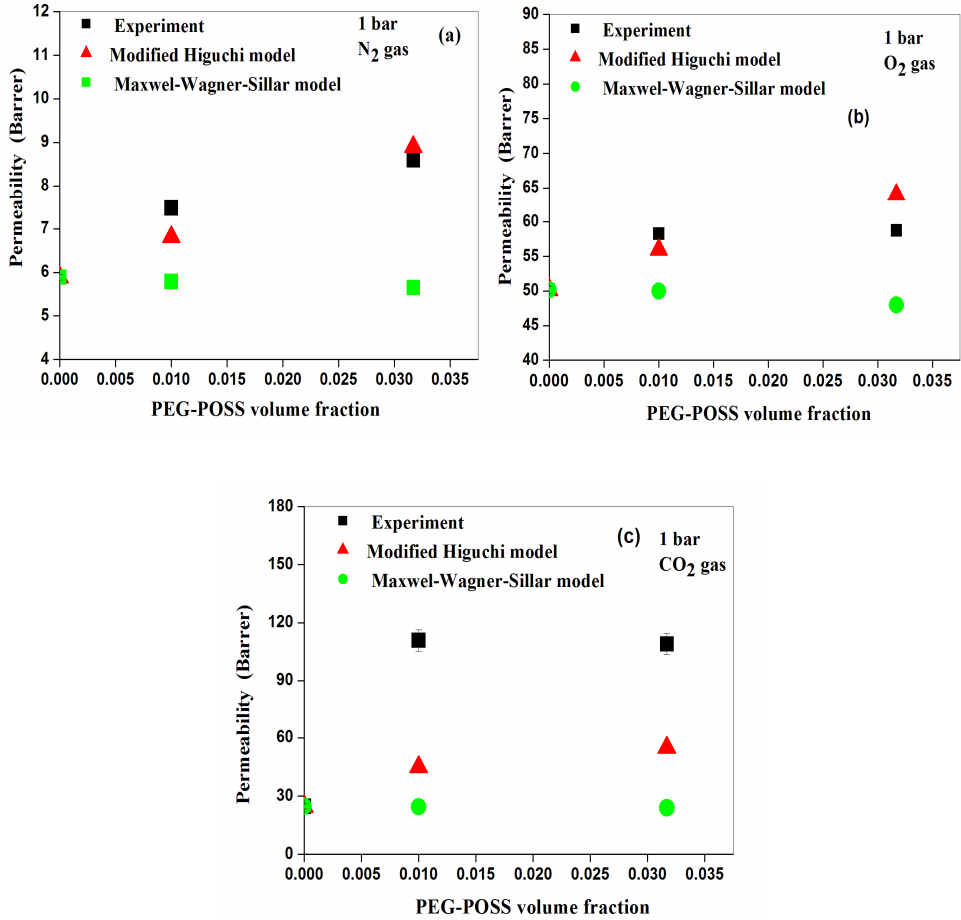 12
11
10
9
8
7
6
5
4
Permeability (Barrer)
Experiment
Modified Higuchi model
Maxwel-Wagner-Sillar model
1 bar
N2 gas
(a)
0.000 0.005 0.010 0.015 0.020 0.025 0.030 0.035
PEG-POSS volume fraction
90
85
80
75
70
65
60
55
50
45
40
Permeability (Barrer)
Experiment
Modified Higuchi model
Maxwel-Wagner-Sillar model
1 bar
O2 gas
(b)
0.000 0.005 0.010 0.015 0.020 0.025 0.030 0.035
PEG-POSS volume fraction
180
150
120
90
60
30
0
Permeability (Barrer)
Experiment
Modified Higuchi model
Maxwel-Wagner-Sillar model
(c)
1 bar
CO2 gas
0.000 0.005 0.010 0.015 0.020 0.025 0.030 0.035
PEG-POSS volume fraction